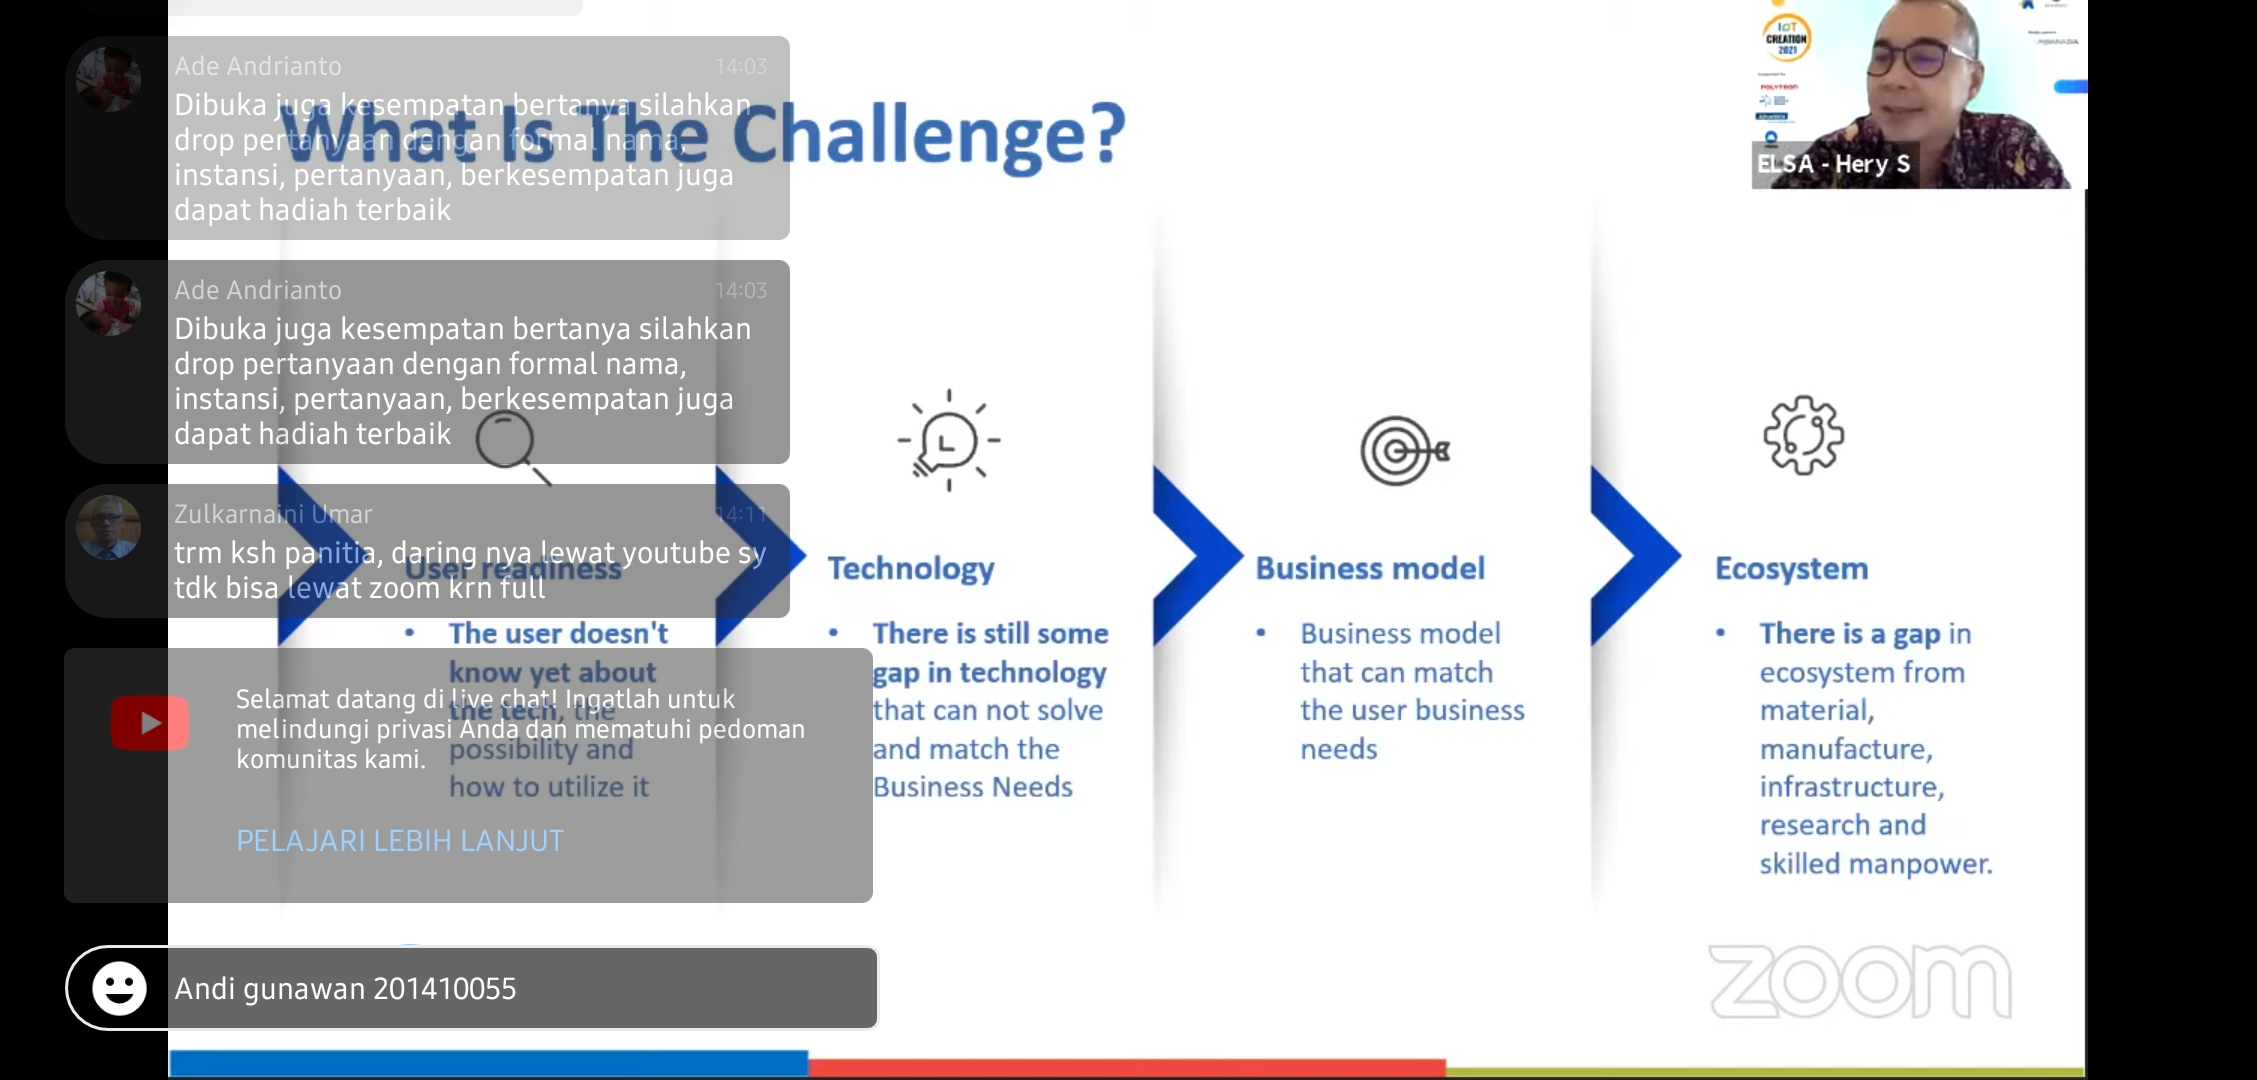 Ade Andrianto 14:03
Dibuka juga kesempatan bertanya silahkan
drop pertanyaan dengan formal nama,
instansi, pertanyaan, berkesempatan juga
dapat hadiah terbaik
Ade Andrianto 14:03
Dibuka juga kesempatan bertanya silahkan
drop pertanyaan dengan formal nama,
instansi, pertanyaan, berkesempatan juga
dapat hadiah terbaik
Zulkarnaini Umar 14:11
trm ksh panitia, daring nya lewat youtube sy
tdk bisa lewat zoom krn full
Selamat datang di live chat! Ingatlah untuk
melindungi privasi Anda dan mematuhi pedoman
komunitas kami.
PELAJARI LEBIH LANJUT
Andi gunawan 201410055
What Is The Challenge?
User readiness
• The user doesn't
know yet about
the tech, the
possibility and
how to utilize it
Technology
• There is still some
gap in technology
that can not solve
and match the
Business Needs
Business model
• Business model
that can match
the user business
needs
Ecosystem
• There is a gap in
ecosystem from
material,
manufacture,
infrastructure,
research and
skilled manpower.
IOT
CREATION
2021
POLYTRON
ELSA - Hery S
zoom